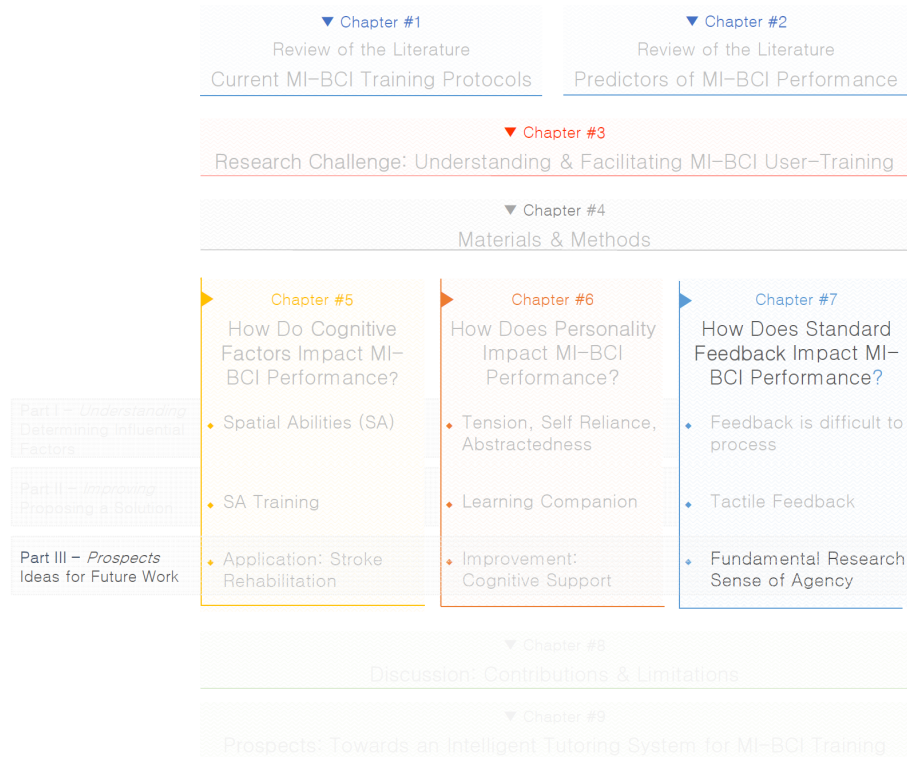 ▼ Chapter #1
Review of the Literature
Current MI-BCI Training Protocols
▼ Chapter #2
Review of the Literature
Predictors of MI-BCI Performance
▼ Chapter #3
Research Challenge: Understanding & Facilitating MI-BCI User-Training
▼ Chapter #4
Materials & Methods
Chapter #5
How Do Cognitive
Factors Impact MI-
BCI Performance?
Chapter #6
How Does Personality
Impact MI-BCI
Performance?
Chapter #7
How Does Standard
Feedback Impact MI-
BCI Performance?
Part I – Understanding
Determining Influential
Factors
Spatial Abilities (SA)
Tension, Self Reliance,
Abstractedness
Feedback is difficult to
process
Part II – Improving
Proposing a Solution
SA Training
Learning Companion
Tactile Feedback
Part III – Prospects
Ideas for Future Work
Application: Stroke
Rehabilitation
Improvement:
Cognitive Support
Fundamental Research
Sense of Agency
▼ Chapter #8
Discussion: Contributions & Limitations
▼ Chapter #9
Prospects: Towards an Intelligent Tutoring System for MI-BCI Training